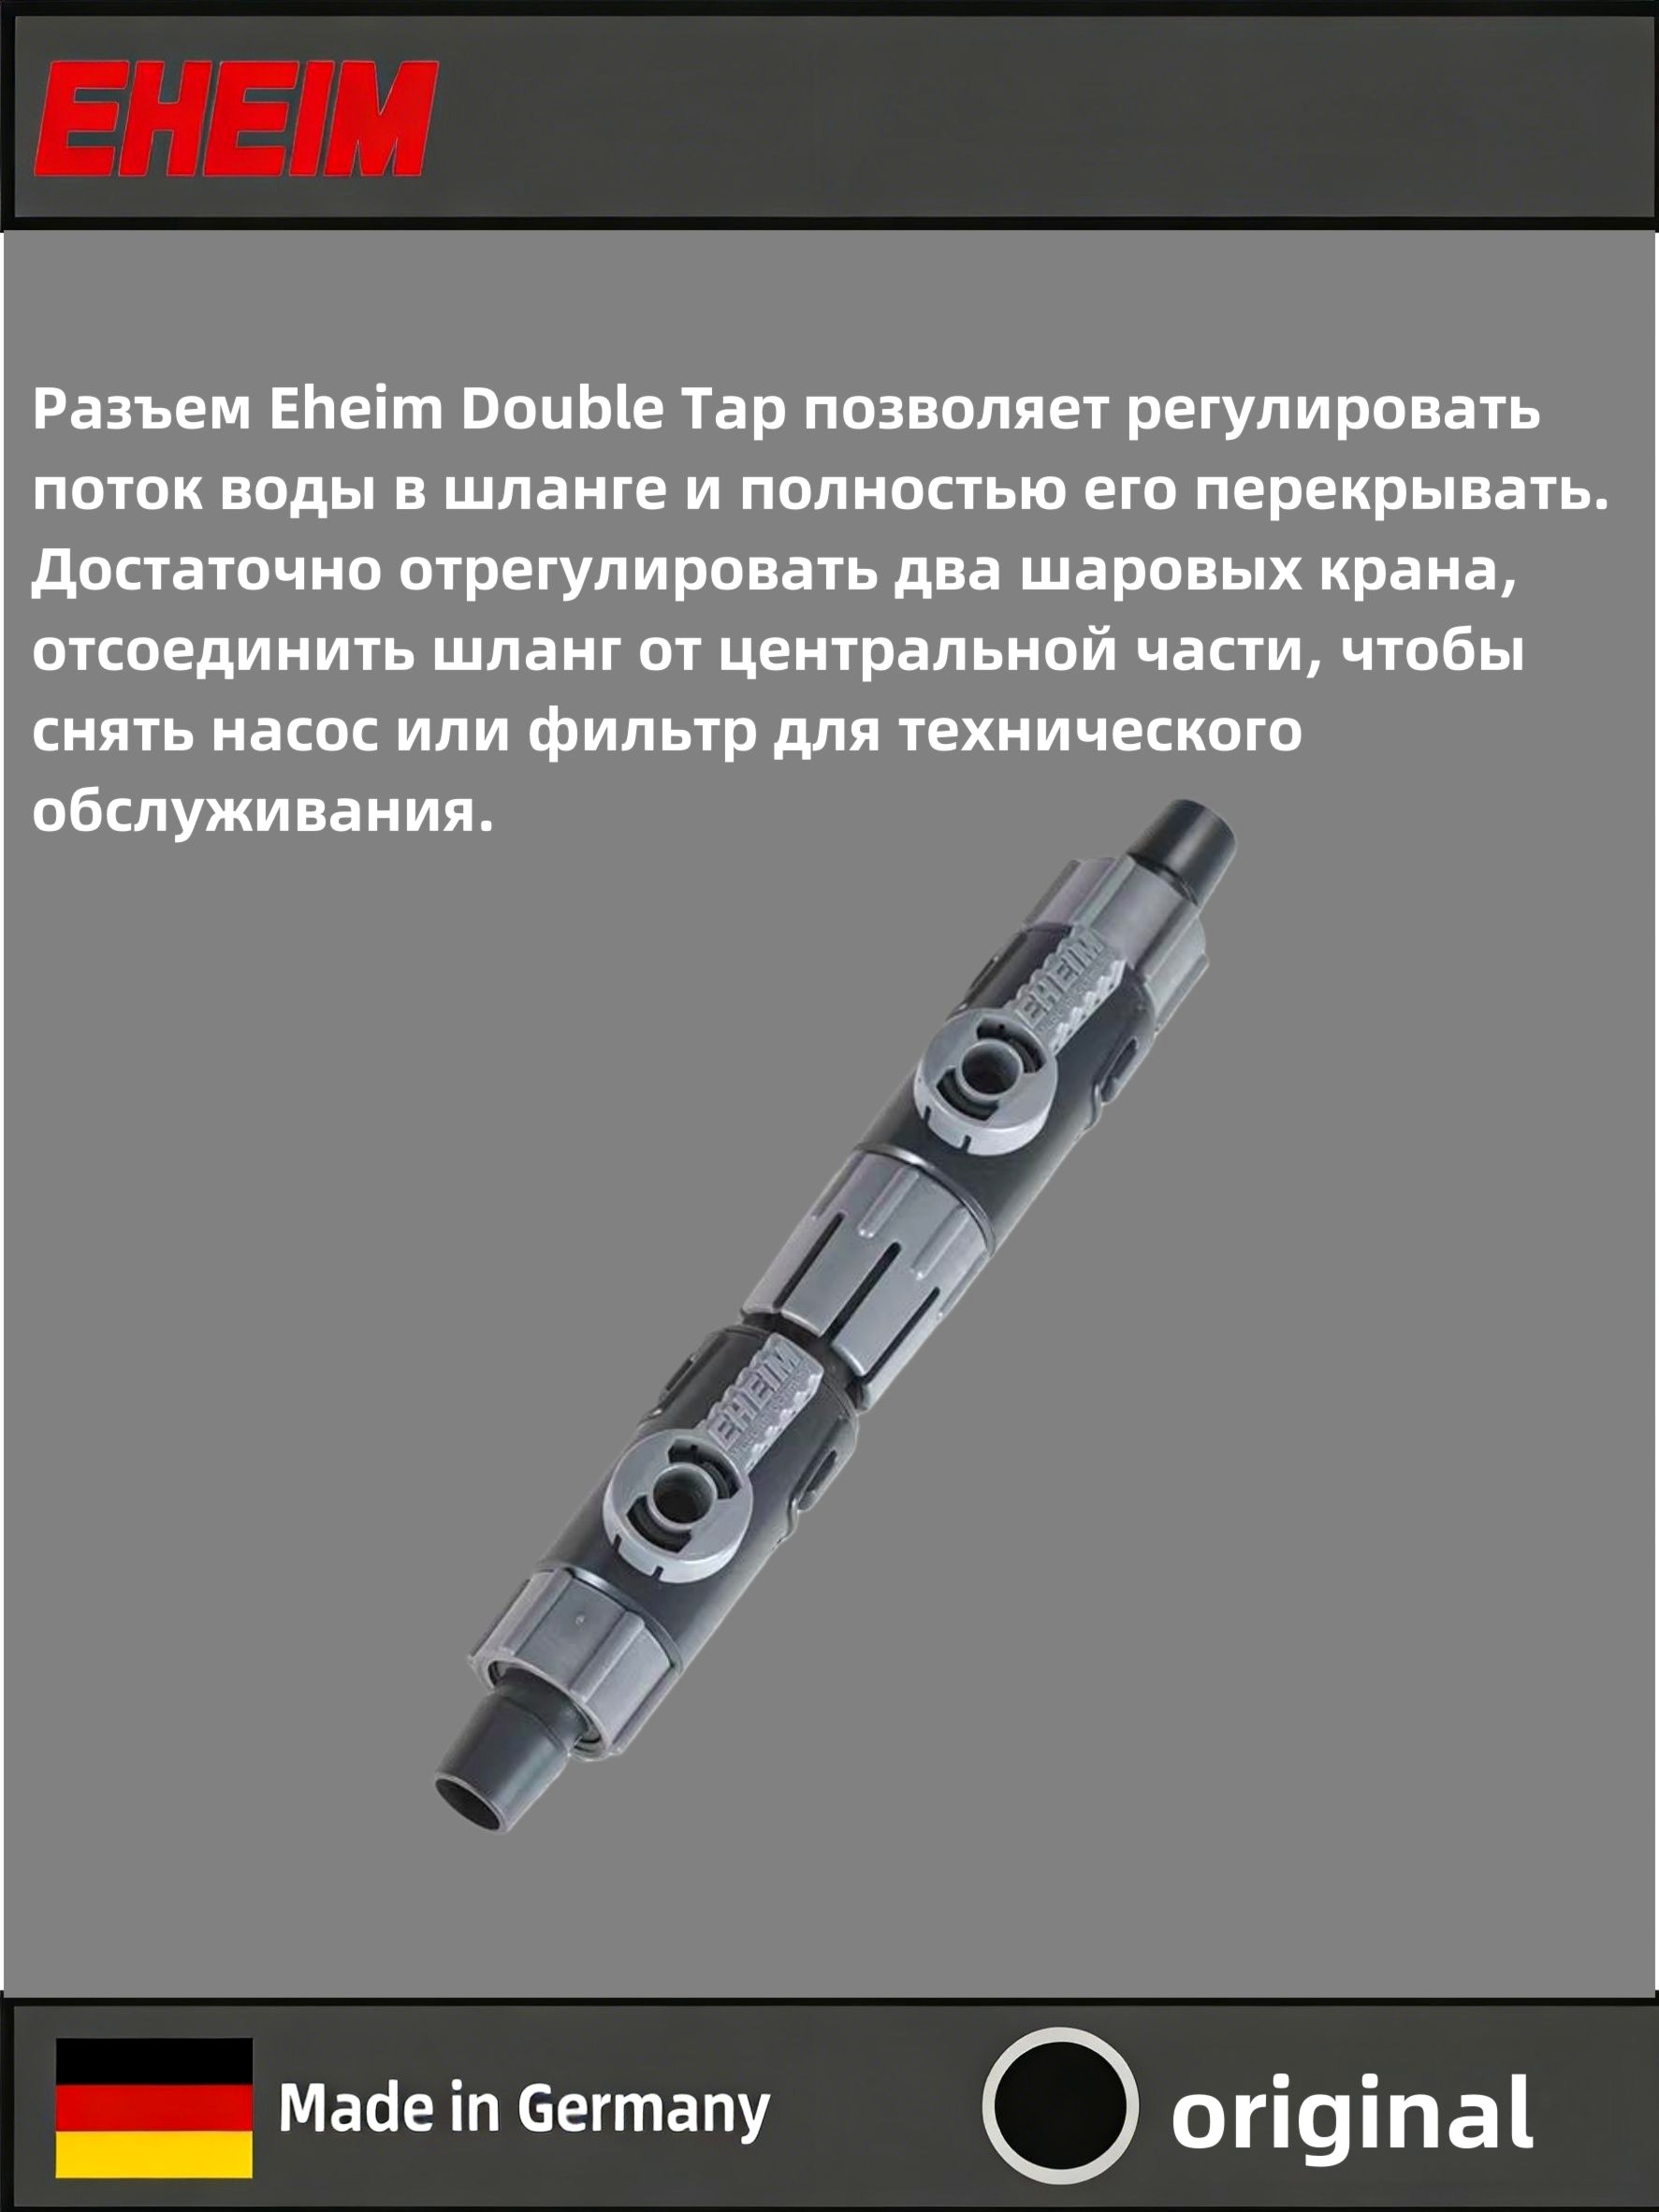 EHEIM
Разъем Eheim Double Tap позволяет регулировать
поток воды в шланге и полностью его перекрывать.
Достаточно отрегулировать два шаровых крана,
отсоединить шланг от центральной части, чтобы
снять насос или фильтр для технического
обслуживания.
EHEIM
EHEIM
Made in Germany
original